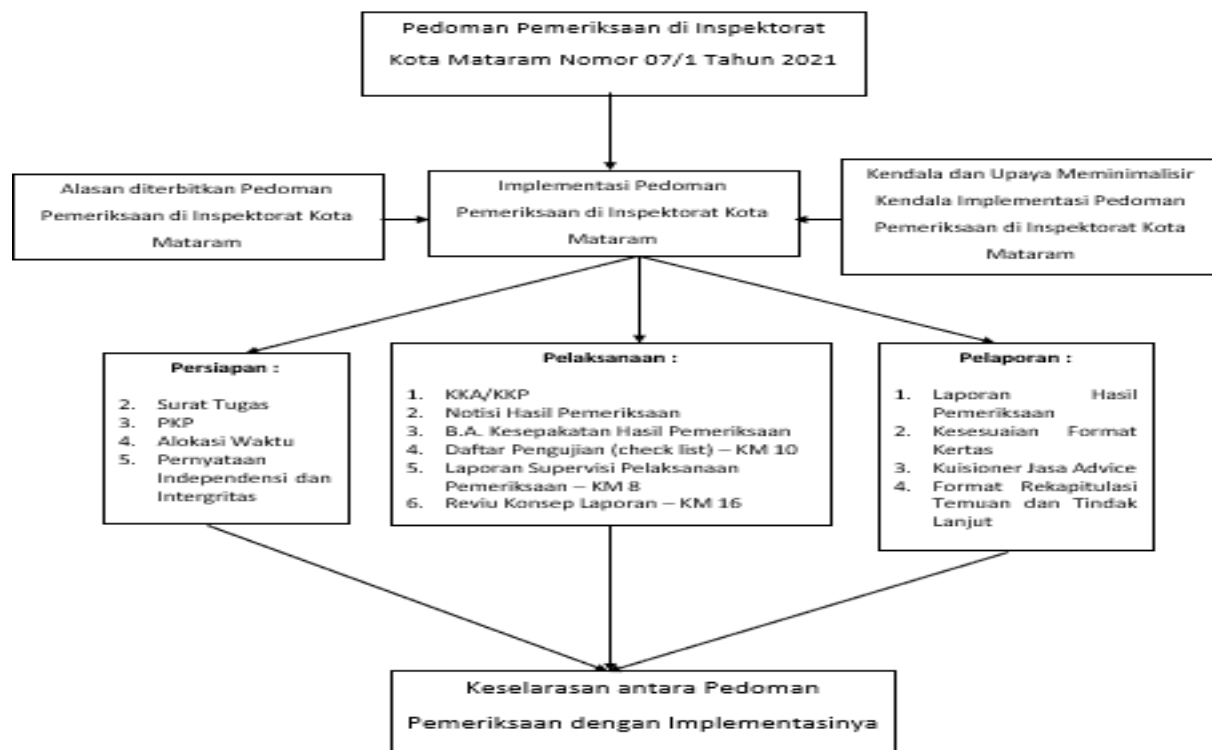 Pedoman Pemeriksaan di Inspektorat
Kota Mataram Nomor 07/1 Tahun 2021
Alasan diterbitkan Pedoman
Pemeriksaan di Inspektorat Kota
Mataram
Implementasi Pedoman
Pemeriksaan di Inspektorat Kota
Mataram
Kendala dan Upaya Meminimalisir
Kendala Implementasi Pedoman
Pemeriksaan di Inspektorat Kota
Mataram
Persiapan :
2. Surat Tugas
3. PKP
4. Alokasi Waktu
5. Pernyataan
Independensi dan
Intergritas
Pelaksanaan :
1. KKA/KKP
2. Notisi Hasil Pemeriksaan
3. B.A. Kesepakatan Hasil Pemeriksaan
4. Daftar Pengujian (check list) – KM 10
5. Laporan Supervisi Pelaksanaan
Pemeriksaan – KM 8
6. Reviu Konsep Laporan – KM 16
Pelaporan :
1. Laporan Hasil
Pemeriksaan
2. Kesesuaian Format
Kertas
3. Kuisioner Jasa Advice
4. Format Rekapitulasi
Temuan dan Tindak
Lanjut
Keselarasan antara Pedoman
Pemeriksaan dengan Implementasinya